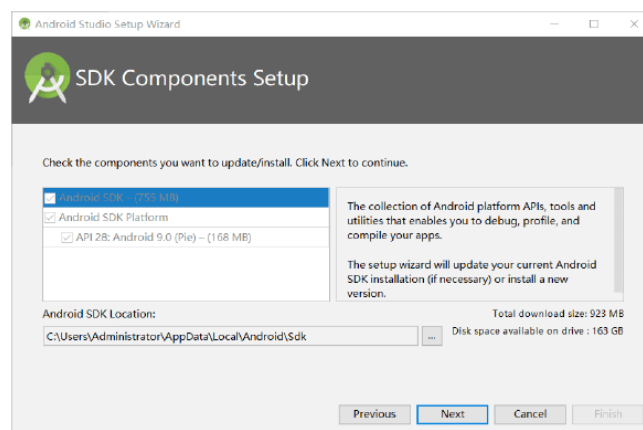 Android Studio Setup Wizard
SDK Components Setup
Check the components you want to update/install. Click Next to continue.
Android SDK – (755 MB)
Android SDK Platform
API 28: Android 9.0 (Pie) – (168 MB)
The collection of Android platform APIs, tools and
utilities that enables you to debug, profile, and
compile your apps.
The setup wizard will update your current Android
SDK installation (if necessary) or install a new
version.
Android SDK Location:
Total download size: 923 MB
C:\Users\Administrator\AppData\Local\Android\Sdk
...
Disk space available on drive : 163 GB
Previous
Next
Cancel
Finish